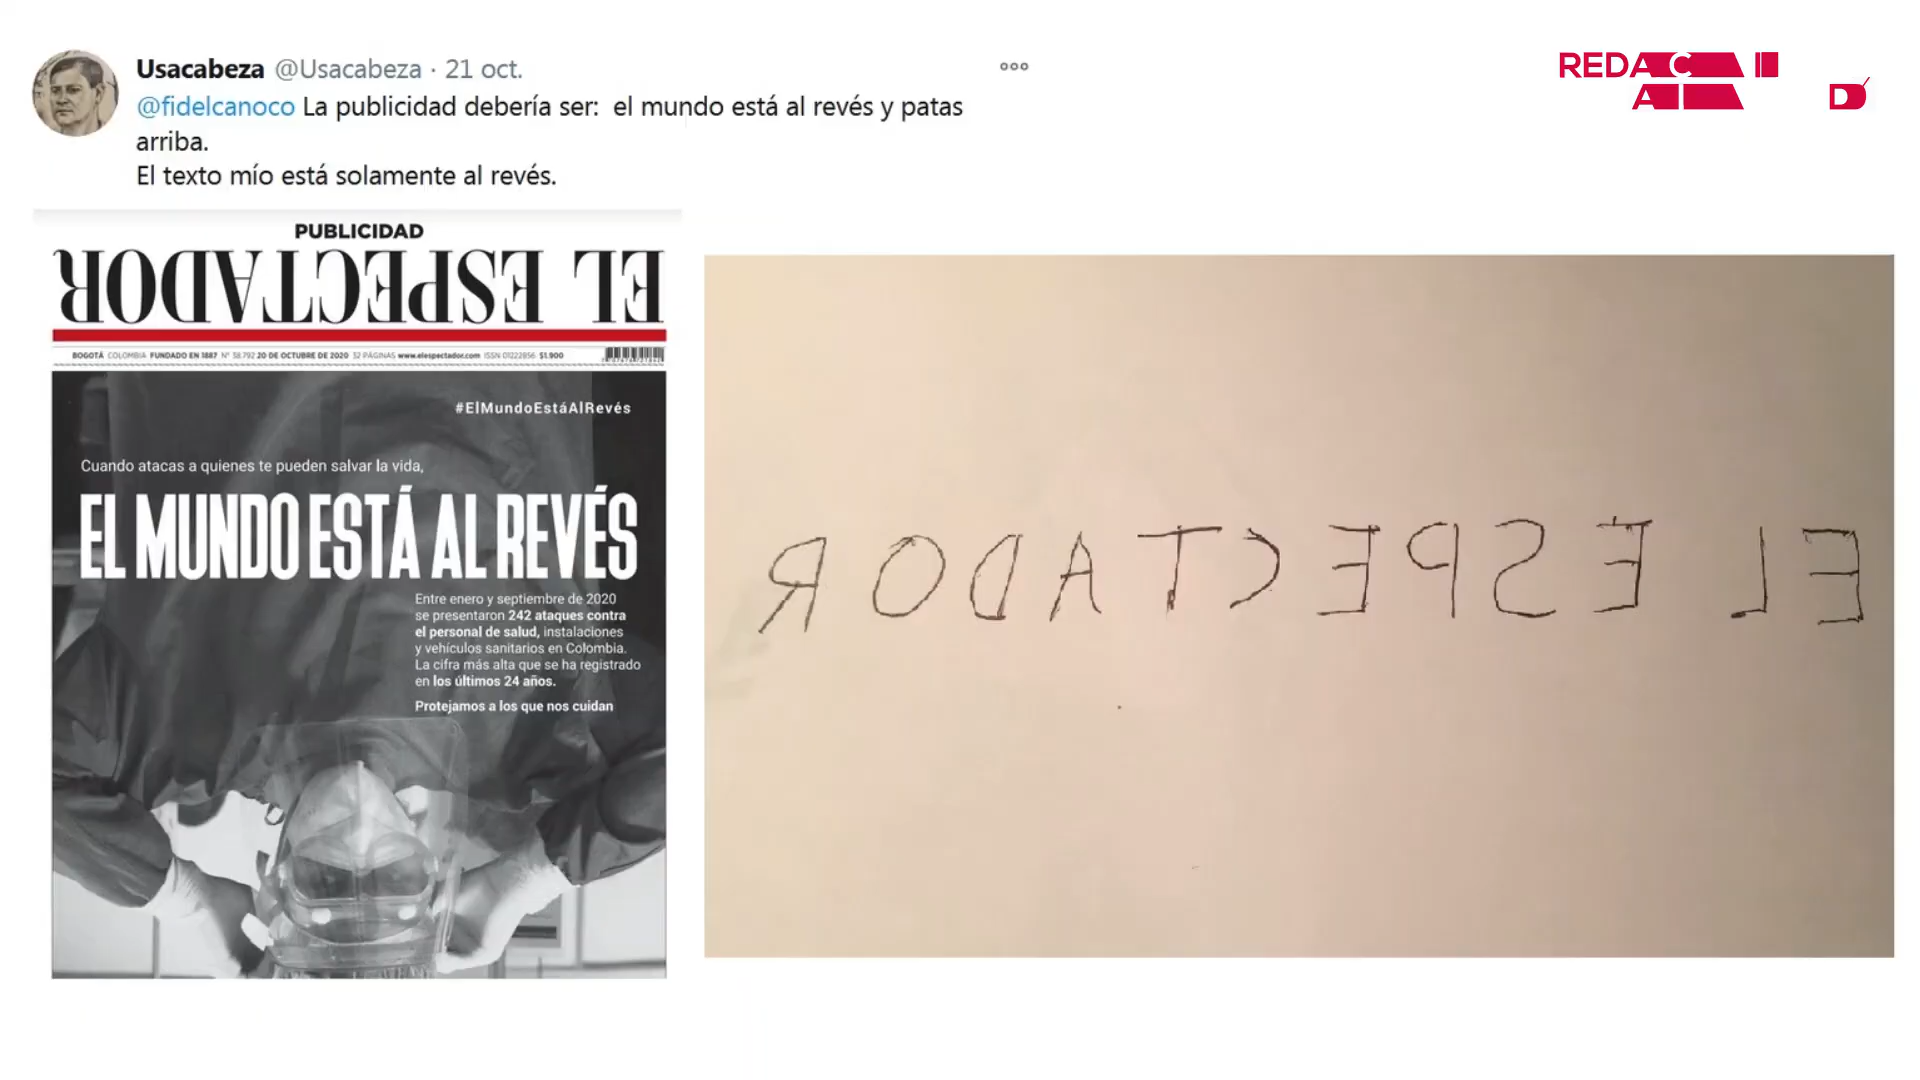 Usacabeza @Usacabeza · 21 oct.
@fidelcanoco La publicidad debería ser: el mundo está al revés y patas
arriba.
El texto mío está solamente al revés.
PUBLICIDAD
EL ESPECTADOR
BOGOTÁ COLOMBIA FUNDADO EN 1887 Nº 38.792 20 DE OCTUBRE DE 2020 32 PÁGINAS www.elespectador.com ISSN 01222856 $1.900
#ElMundoEstáAlRevés
Cuando atacas a quienes te pueden salvar la vida,
EL MUNDO ESTÁ AL REVÉS
Entre enero y septiembre de 2020
se presentaron 242 ataques contra
el personal de salud, instalaciones
y vehículos sanitarios en Colombia.
La cifra más alta que se ha registrado
en los últimos 24 años.
Protejamos a los que nos cuidan
EL ESPECTADOR